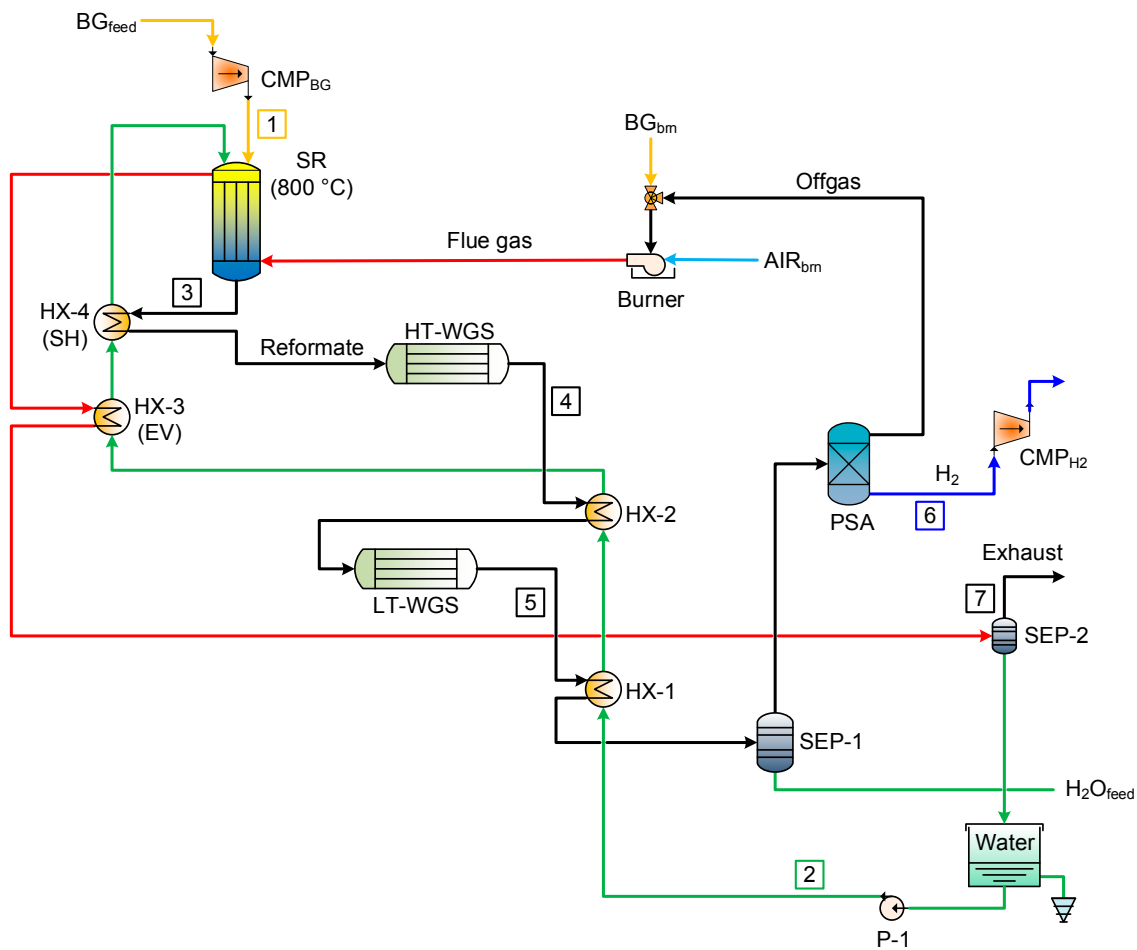 BGfeed
CMPBG
1
SR
(800 °C)
BGbrn
Offgas
Flue gas
AIRbrn
Burner
3
HX-4
(SH)
HT-WGS
Reformate
4
HX-3
(EV)
CMPH2
H2
PSA
6
HX-2
Exhaust
LT-WGS
5
7
SEP-2
HX-1
SEP-1
H2Ofeed
Water
2
P-1